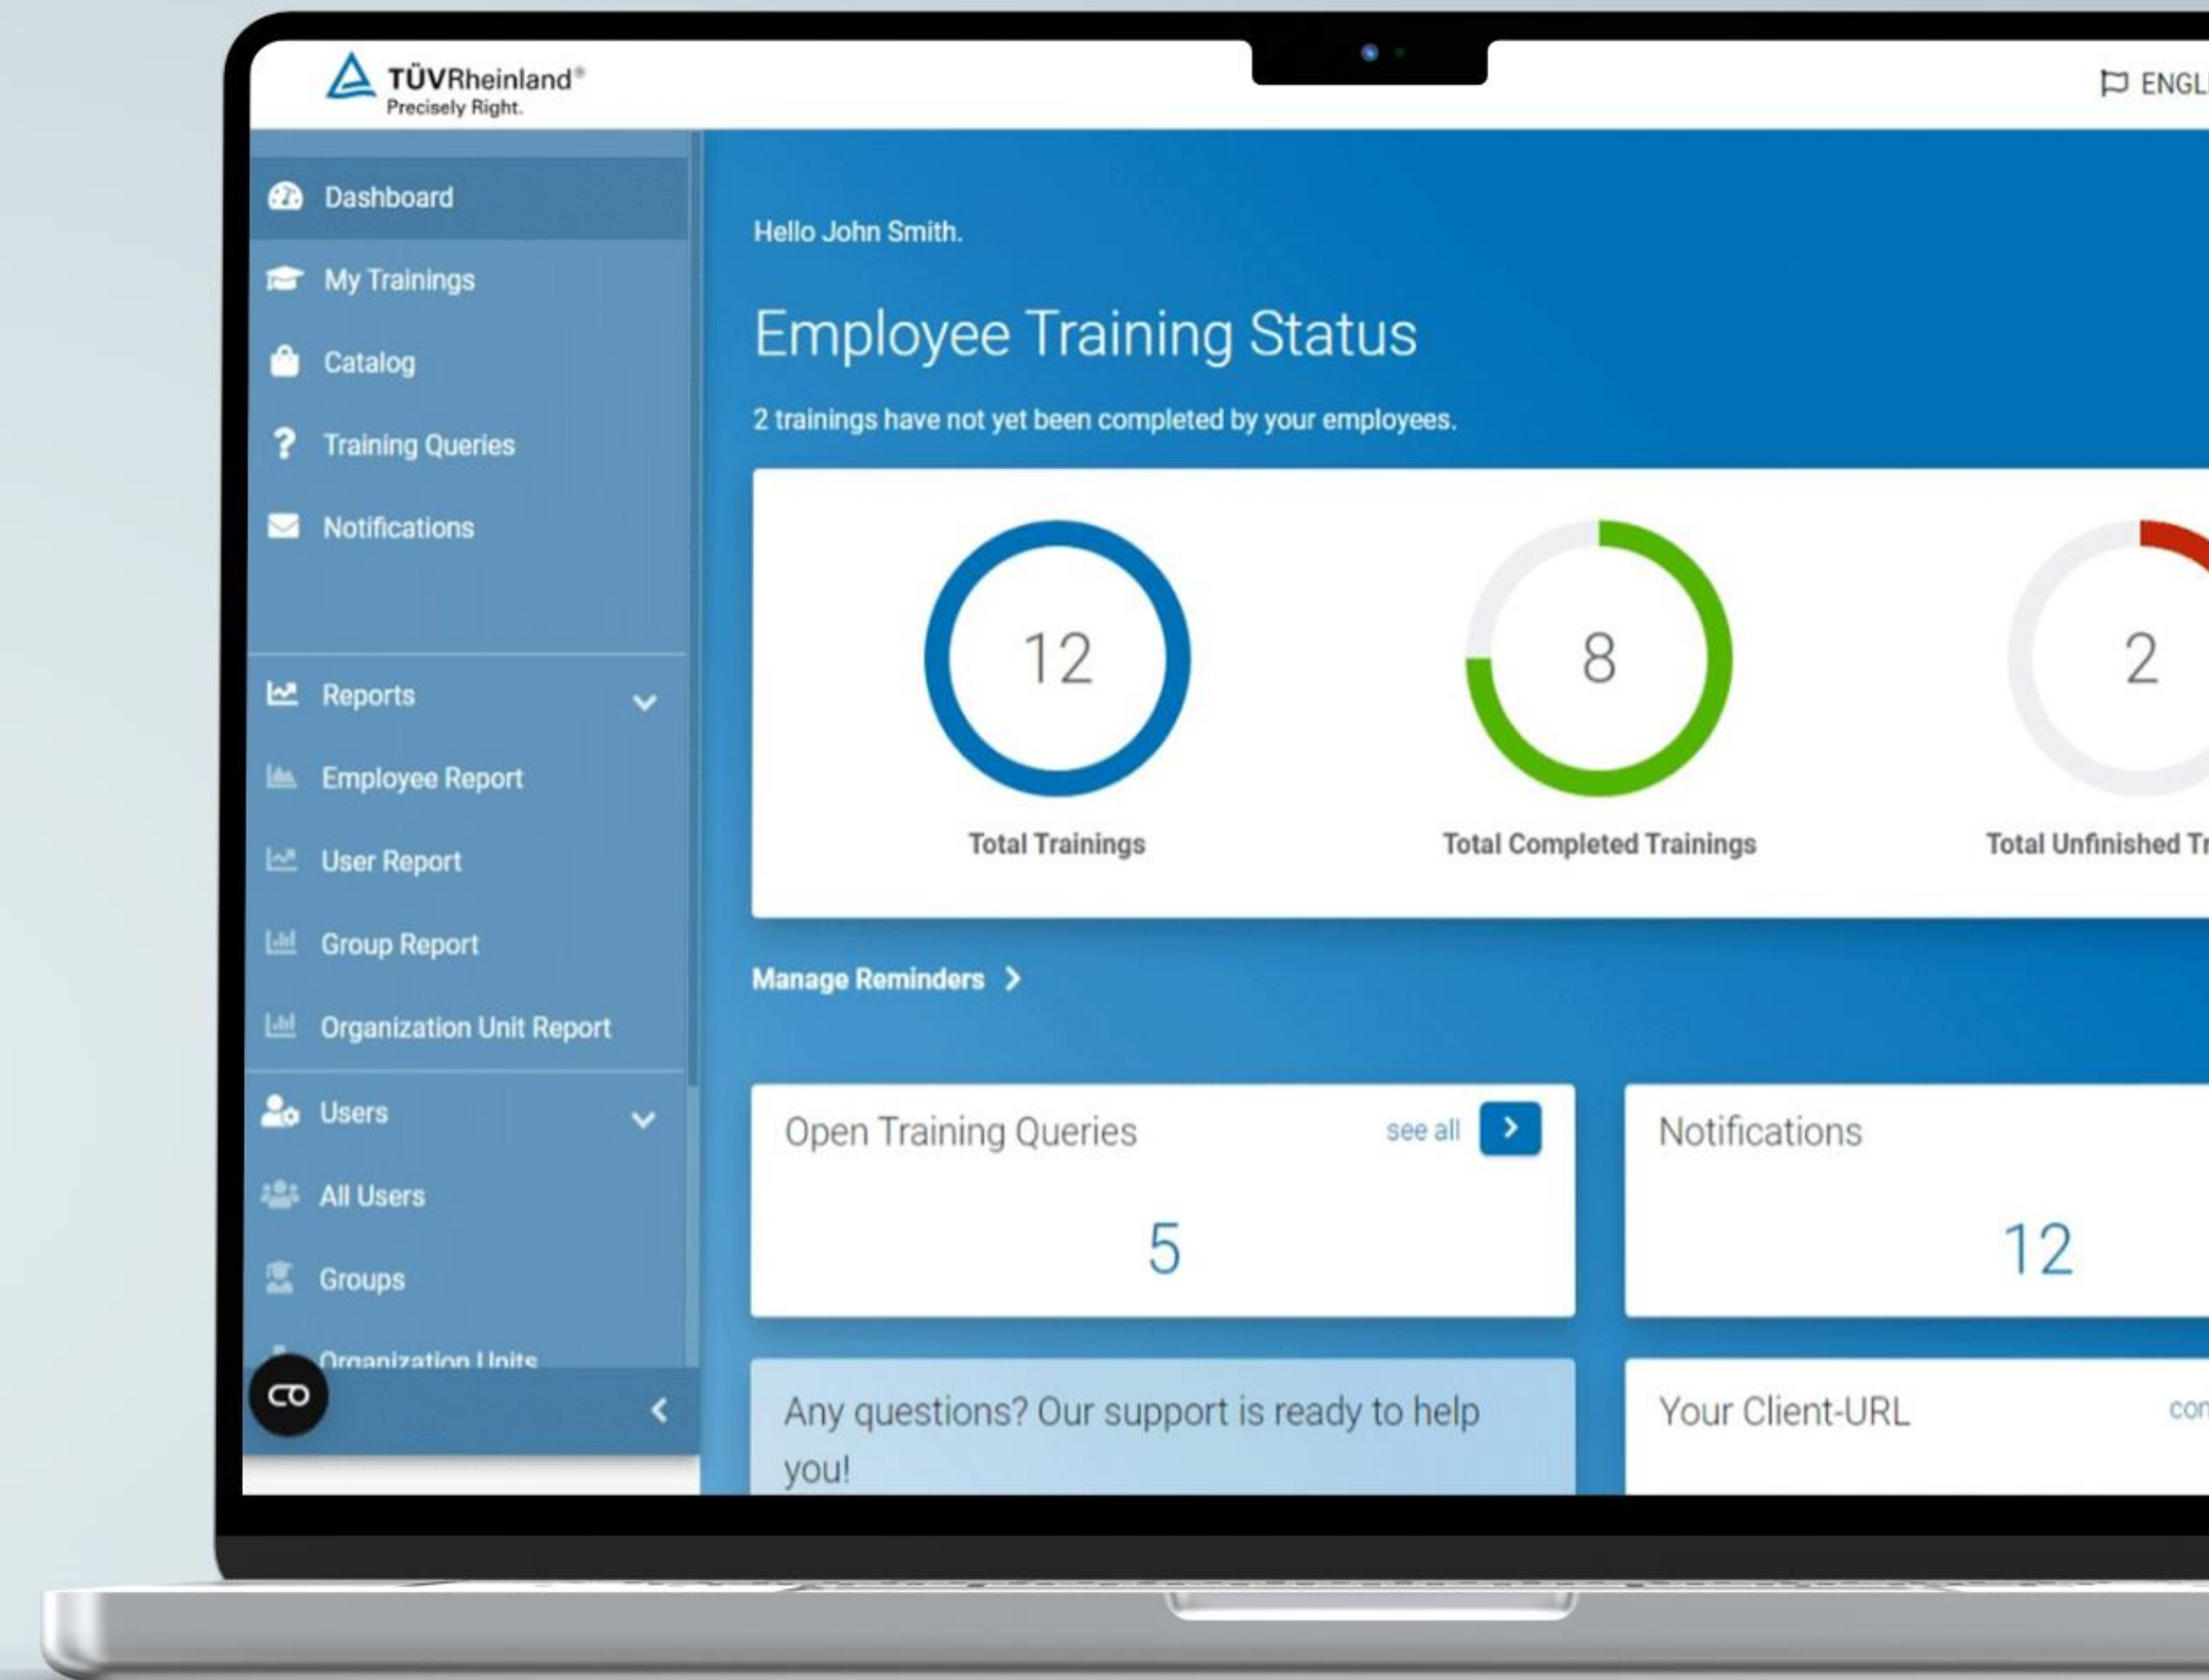 TÜVRheinland®
Precisely Right.
Dashboard
My Trainings
Catalog
Training Queries
Notifications
Reports
Employee Report
User Report
Group Report
Organization Unit Report
Users
All Users
Groups
Organization Units
Hello John Smith.
Employee Training Status
2 trainings have not yet been completed by your employees.
12
Total Trainings
8
Total Completed Trainings
2
Total Unfinished
Manage Reminders
Open Training Queries
see all
5
Notifications
12
Any questions? Our support is ready to help
you!
Your Client-URL